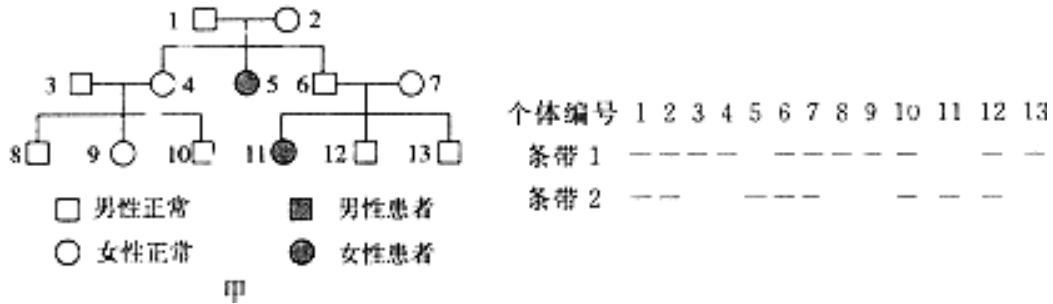 1 2
3 4 5 6 7
8 9 10 11 12 13
男性正常 男性患者
女性正常 女性患者
甲
个体编号 1 2 3 4 5 6 7 8 9 10 11 12 13
条带 1
条带 2